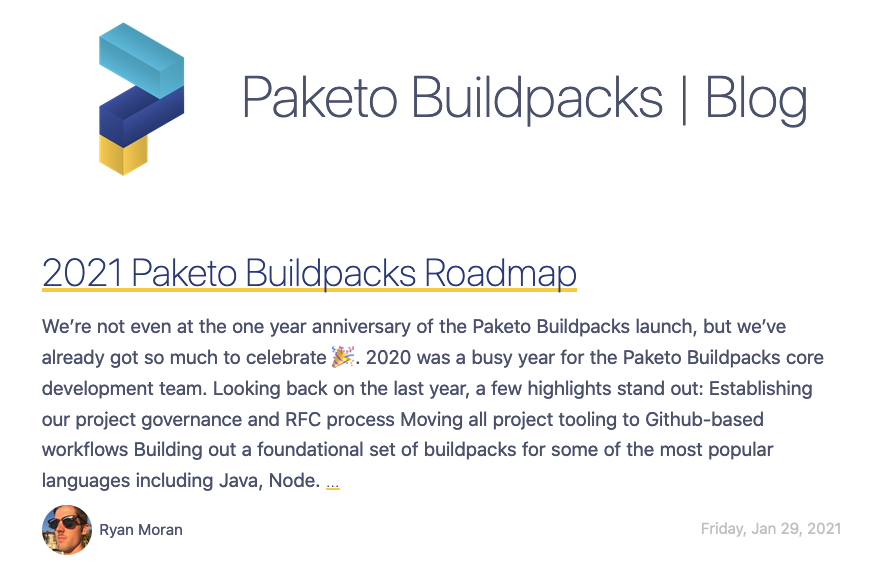 Paketo Buildpacks | Blog
2021 Paketo Buildpacks Roadmap
We’re not even at the one year anniversary of the Paketo Buildpacks launch, but we’ve
already got so much to celebrate 🎉. 2020 was a busy year for the Paketo Buildpacks core
development team. Looking back on the last year, a few highlights stand out: Establishing
our project governance and RFC process Moving all project tooling to Github-based
workflows Building out a foundational set of buildpacks for some of the most popular
languages including Java, Node. ...
Ryan Moran
Friday, Jan 29, 2021